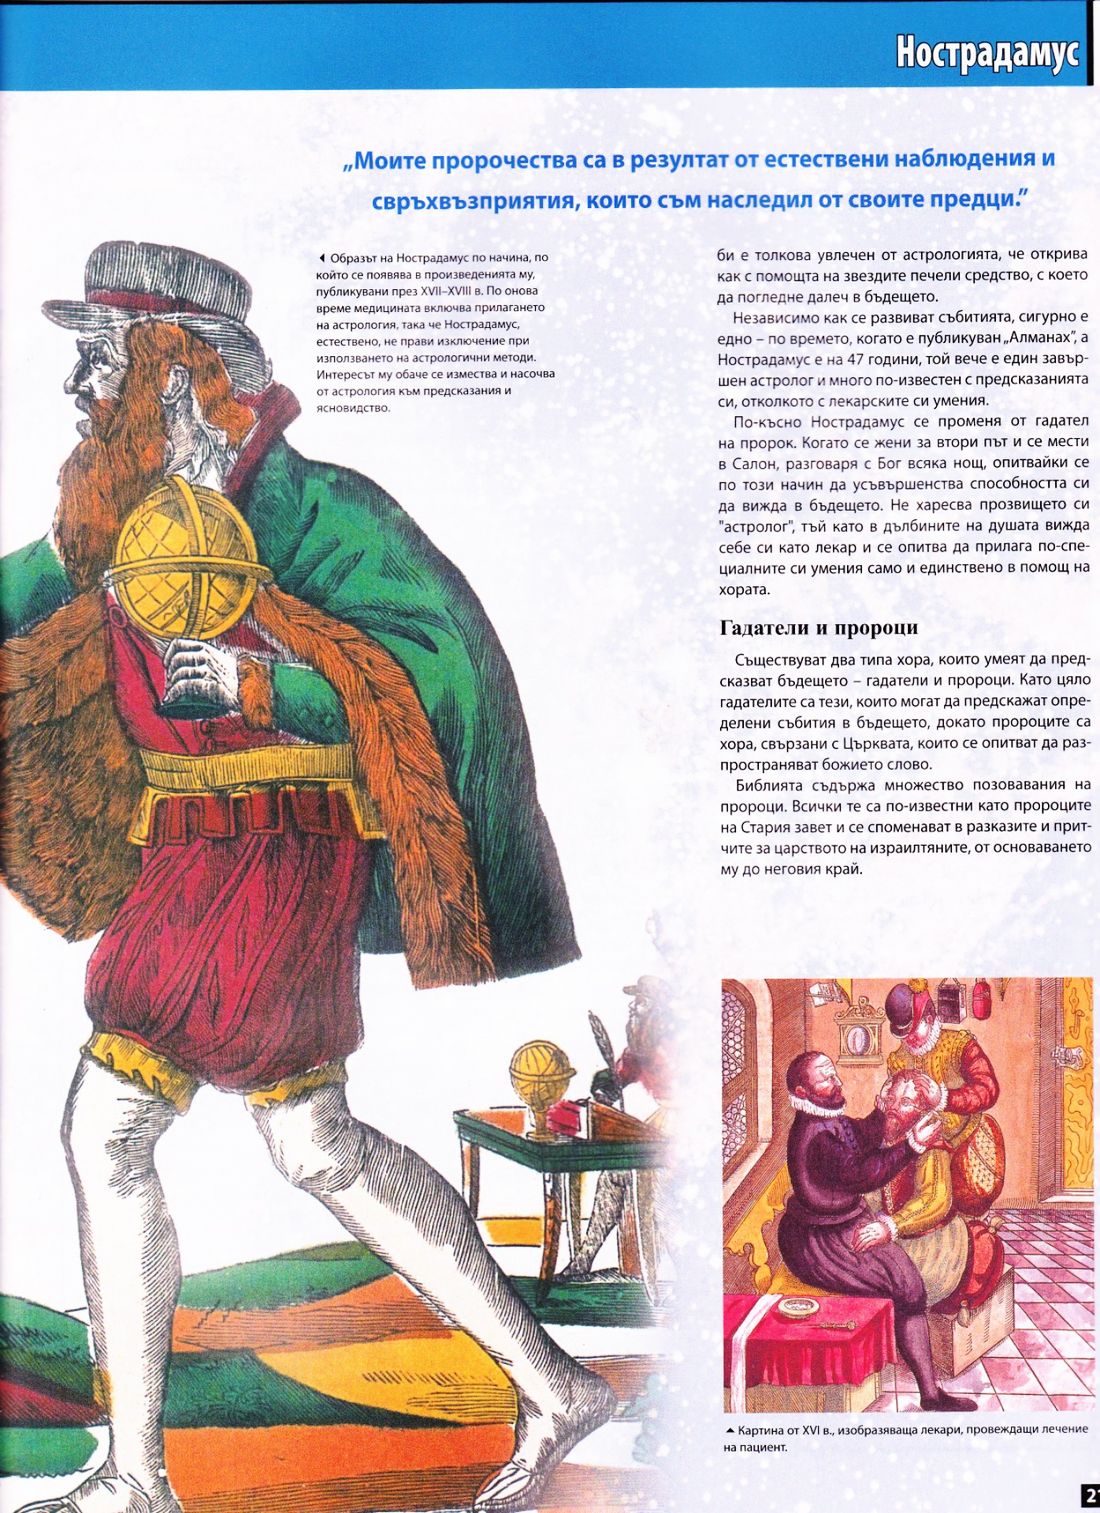 Нострадамус
„Моите пророчества са в резултат от естествени наблюдения и
свръхвъзприятия, които съм наследил от своите предци.”
Образът на Нострадамус по начина, по
който се появява в произведенията му,
публикувани през XVII–XVIII в. По онова
време медицината включва прилагането
на астрология, така че Нострадамус,
естествено, не прави изключение при
използването на астрологични методи.
Интересът му обаче се измества и насочва
от астрология към предсказания и
ясновидство.
би е толкова увлечен от астрологията, че открива
как с помощта на звездите печели средство, с което
да погледне далеч в бъдещето.
Независимо как се развиват събитията, сигурно е
едно – по времето, когато е публикуван „Алманах”, а
Нострадамус е на 47 години, той вече е един завър-
шен астролог и много по-известен с предсказанията
си, отколкото с лекарските си умения.
По-късно Нострадамус се променя от гадател
на пророк. Когато се жени за втори път и се мести
в Салон, разговаря с Бог всяка нощ, опитвайки се
по този начин да усъвършенства способността си
да вижда в бъдещето. Не харесва прозвището си
"астролог", тъй като в дълбините на душата вижда
себе си като лекар и се опитва да прилага по-спе-
циалните си умения само и единствено в помощ на
хората.
Гадатели и пророци
Съществуват два типа хора, които умеят да пред-
сказват бъдещето – гадатели и пророци. Като цяло
гадателите са тези, които могат да предскажат опре-
делени събития в бъдещето, докато пророците са
хора, свързани с Църквата, които се опитват да раз-
пространяват божието слово.
Библията съдържа множество позовавания на
пророци. Всички те са по-известни като пророците
на Стария завет и се споменават в разказите и прит-
чите за царството на израилтяните, от основаването
му до неговия край.
Картина от XVI в., изобразяваща лекари, провеждащи лечение
на пациент.